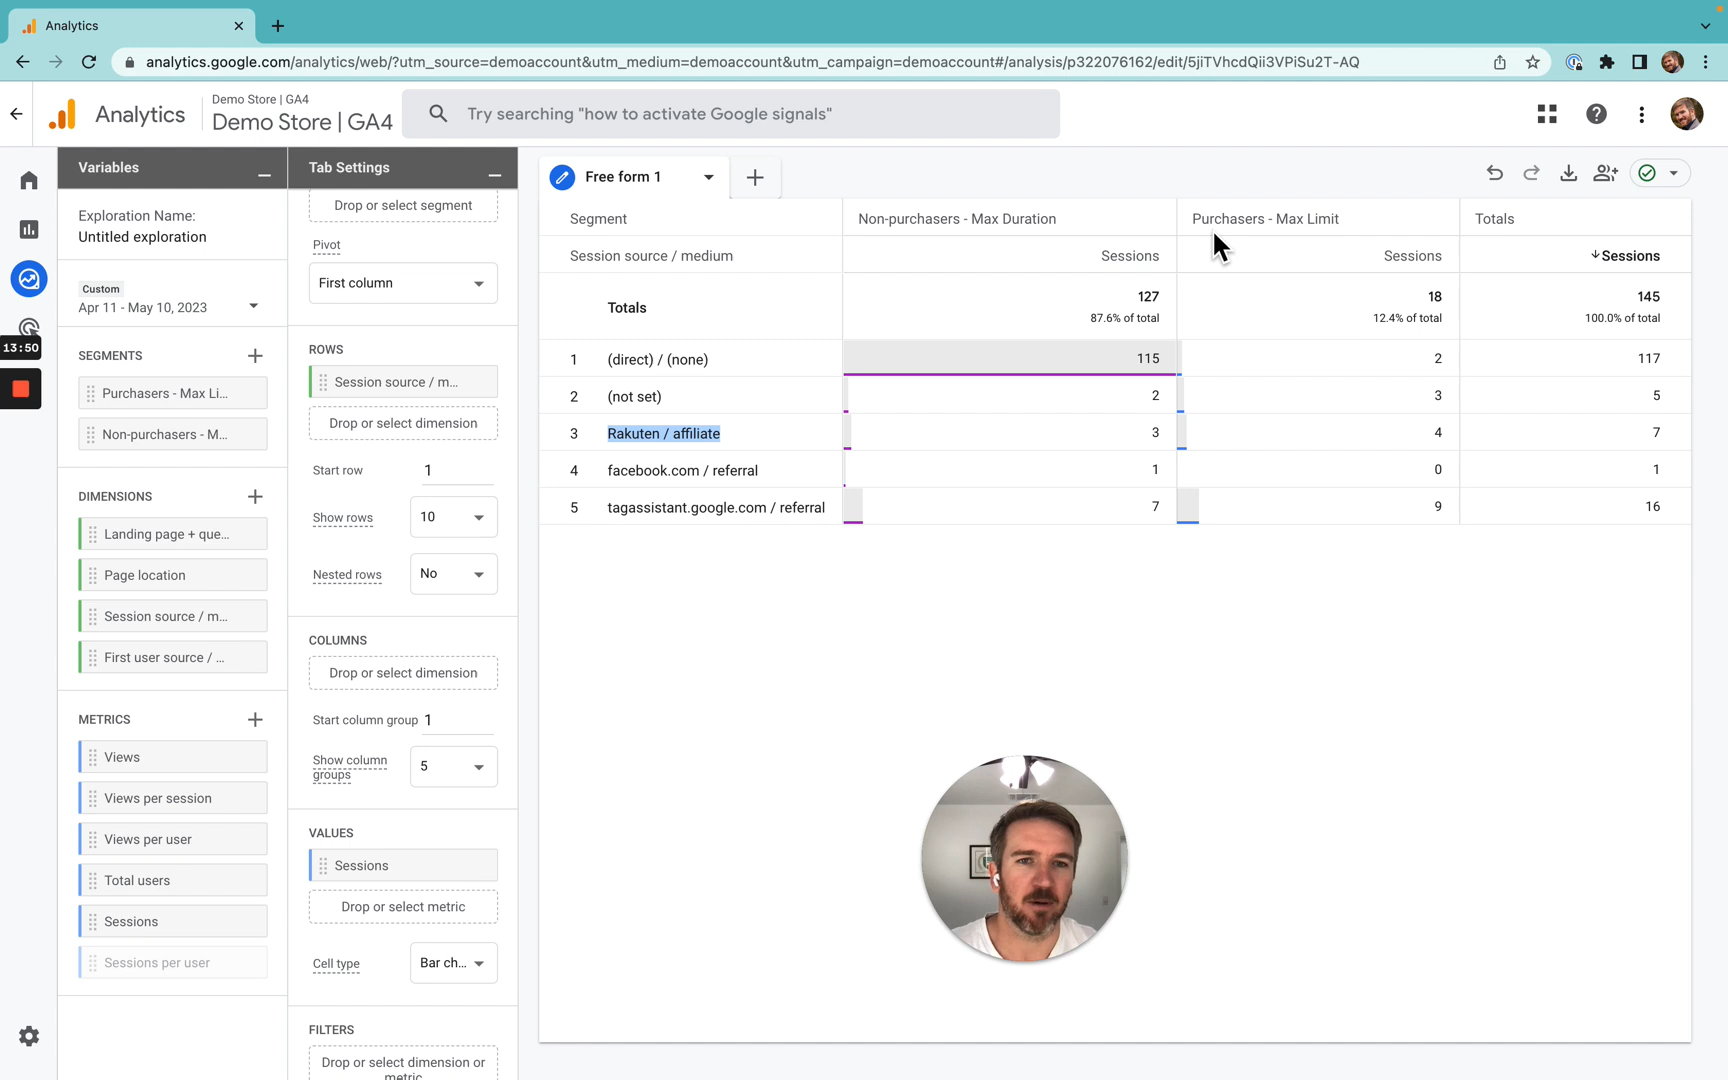 Analytics
analytics.google.com/analytics/web/?utm_source=demoaccount&utm_medium=demoaccount&utm_campaign=demoaccount#/analysis/p322076162/edit/5jiTVhcdQii3VPiSu2T-AQ
Analytics
Demo Store | GA4
Demo Store | GA4
Try searching "how to activate Google signals"
Variables
Exploration Name:
Untitled exploration
Custom
Apr 11 - May 10, 2023
13:50
SEGMENTS
Purchasers - Max Li...
Non-purchasers - M...
DIMENSIONS
Landing page + que...
Page location
Session source / m...
First user source / ...
METRICS
Views
Views per session
Views per user
Total users
Sessions
Sessions per user
Tab Settings
Drop or select segment
Pivot
First column
ROWS
Session source / m...
Drop or select dimension
Start row 1
Show rows 10
Nested rows No
COLUMNS
Drop or select dimension
Start column group 1
Show column
groups
5
VALUES
Sessions
Drop or select metric
Cell type Bar ch...
FILTERS
Drop or select dimension or
metric
Free form 1
Segment Non-purchasers - Max Duration Purchasers - Max Limit Totals
Session source / medium Sessions Sessions ↓Sessions
Totals 127 18 145
87.6% of total 12.4% of total 100.0% of total
1 (direct) / (none) 115 2 117
2 (not set) 2 3 5
3 Rakuten / affiliate 3 4 7
4 facebook.com / referral 1 0 1
5 tagassistant.google.com / referral 7 9 16